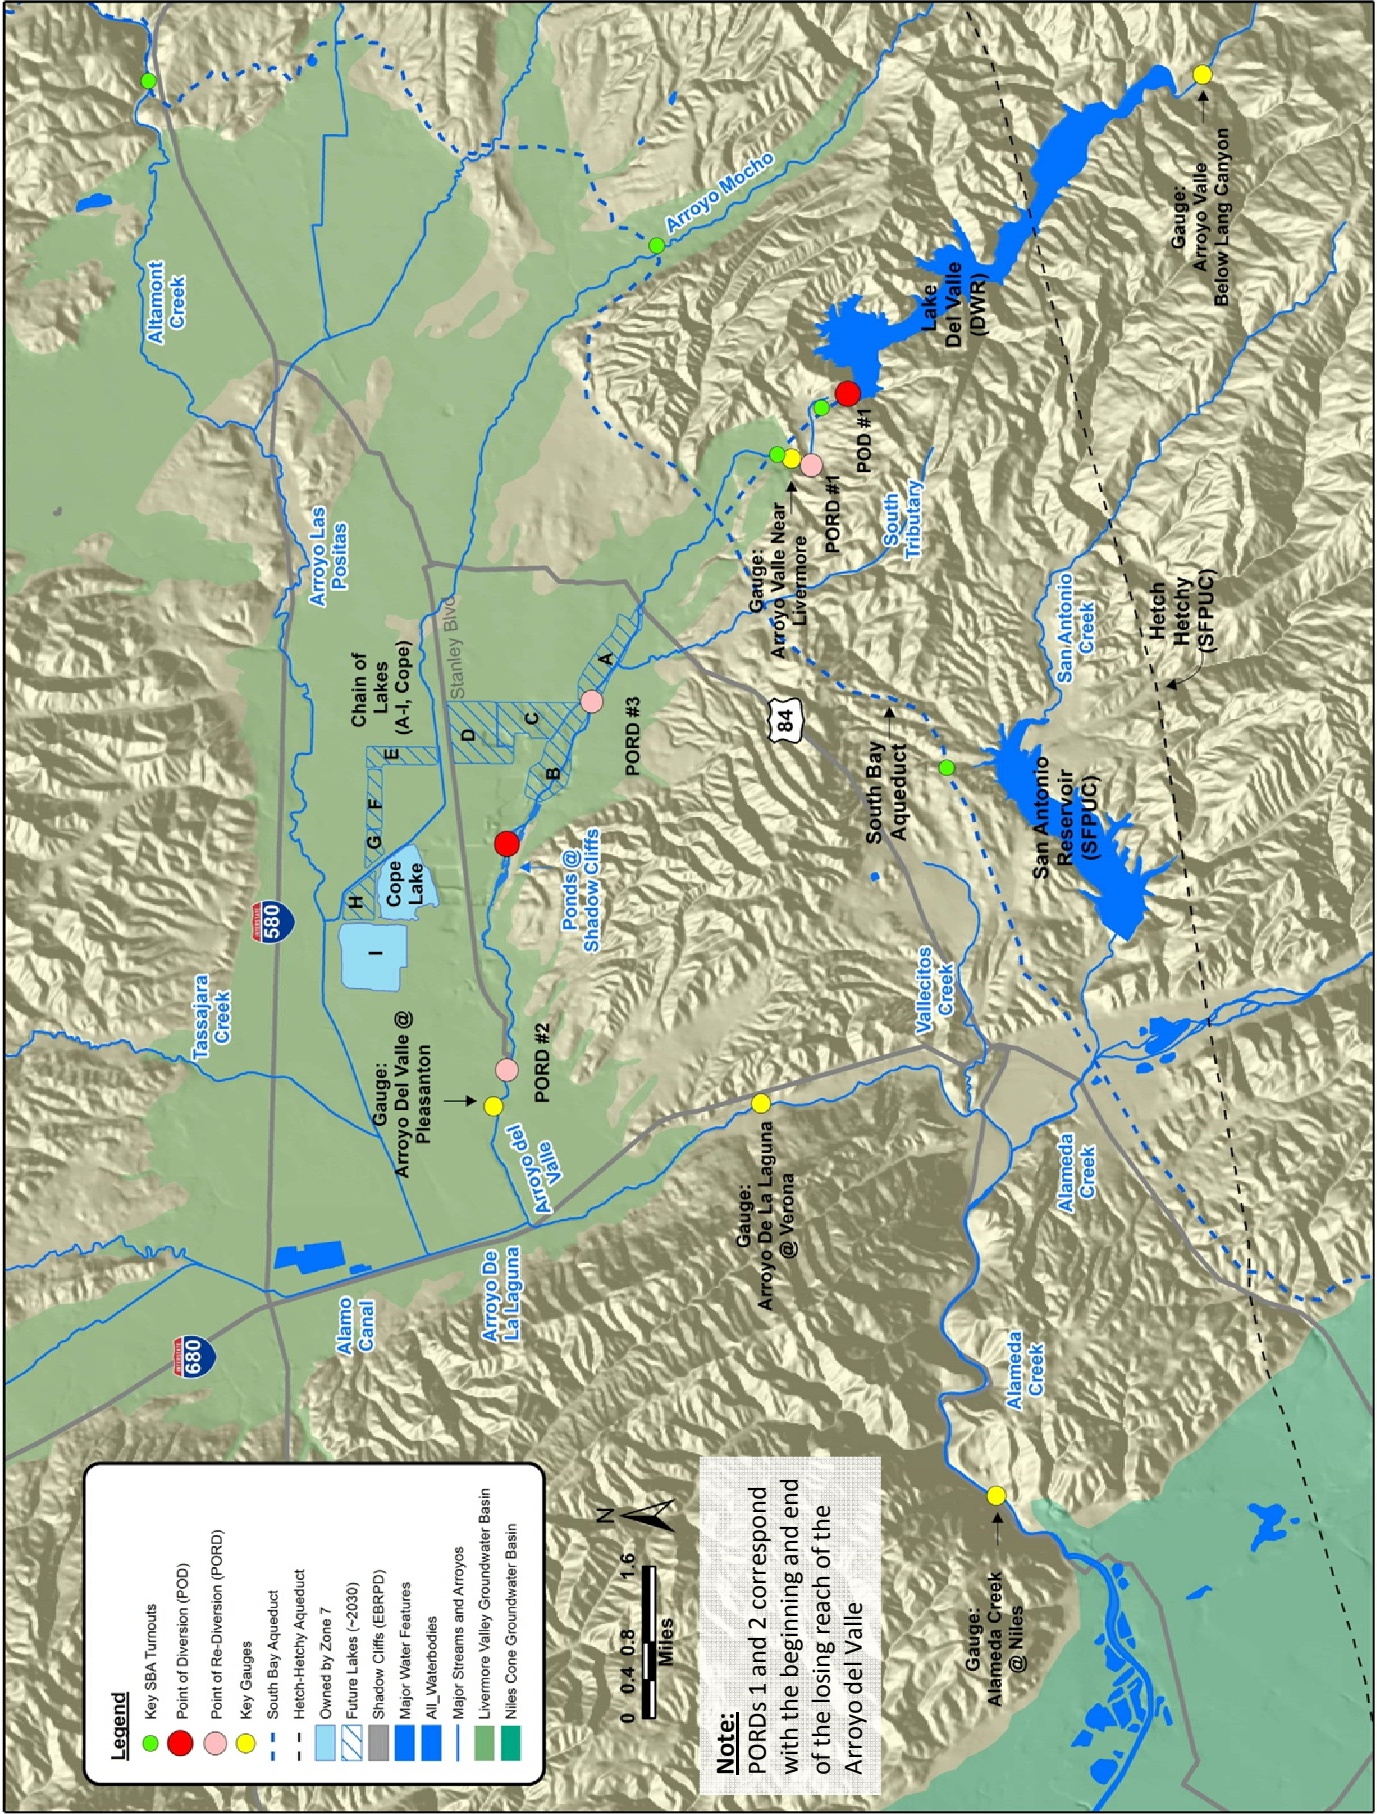 Legend
Key SBA Turnouts
Point of Diversion (POD)
Point of Re-Diversion (PORD)
Key Gauges
South Bay Aqueduct
Hetch-Hetchy Aqueduct
Owned by Zone 7
Future Lakes (~2030)
Shadow Cliffs (EBRPD)
Major Water Features
All_Waterbodies
Major Streams and Arroyos
Livermore Valley Groundwater Basin
Niles Cone Groundwater Basin
N
0 0.4 0.8 1.6
Miles
Note:
PORDs 1 and 2 correspond
with the beginning and end
of the losing reach of the
Arroyo del Valle
INTERSTATE
680
INTERSTATE
580
84
Tassajara
Creek
Alamo
Canal
Arroyo De
La Laguna
Arroyo del
Valle
Gauge:
Arroyo Del Valle @
Pleasanton
PORD #2
I
H
Cope
Lake
G
F
E
D
C
B
A
Chain of
Lakes
(A-I, Cope)
Stanley Blvd
Ponds @
Shadow Cliffs
PORD #3
Arroyo Las
Positas
Altamont
Creek
Arroyo Mocho
Gauge:
Arroyo Valle Near
Livermore
PORD #1
POD #1
South
Tributary
Lake
Del Valle
(DWR)
Gauge:
Arroyo Valle
Below Lang Canyon
South Bay
Aqueduct
San Antonio
Reservoir
(SFPUC)
San Antonio
Creek
Hetch
Hetchy
(SFPUC)
Vallecitos
Creek
Gauge:
Arroyo De La Laguna
@ Verona
Alameda
Creek
Alameda
Creek
Gauge:
Alameda Creek
@ Niles